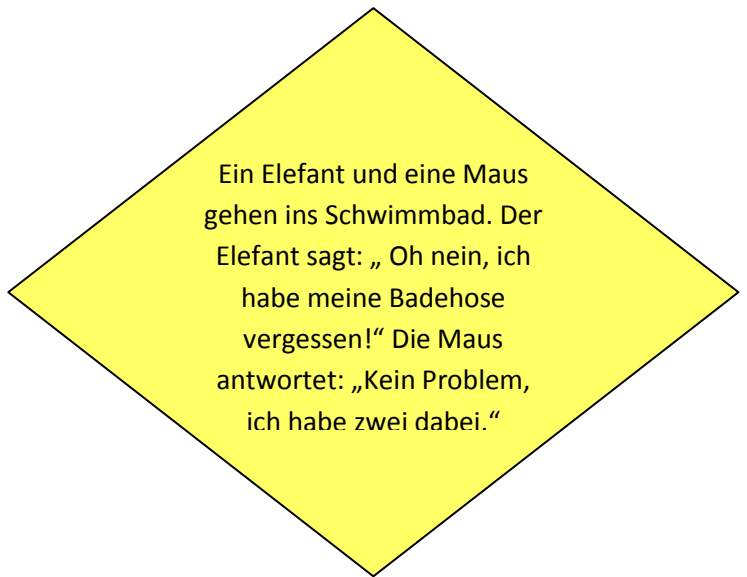 Ein Elefant und eine Maus
gehen ins Schwimmbad. Der
Elefant sagt: „ Oh nein, ich
habe meine Badehose
vergessen!“ Die Maus
antwortet: „Kein Problem,
ich habe zwei dabei.“